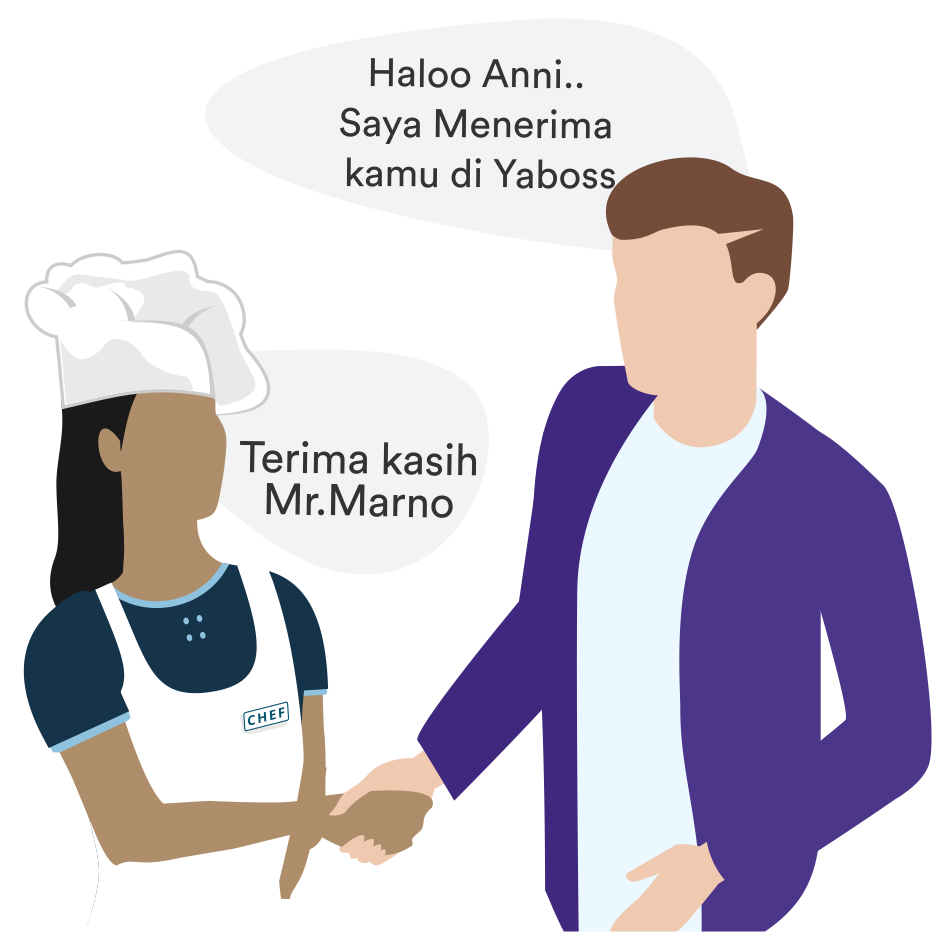 Haloo Anni..
Saya Menerima
kamu di Yaboss
Terima kasih
Mr.Marno
CHEF